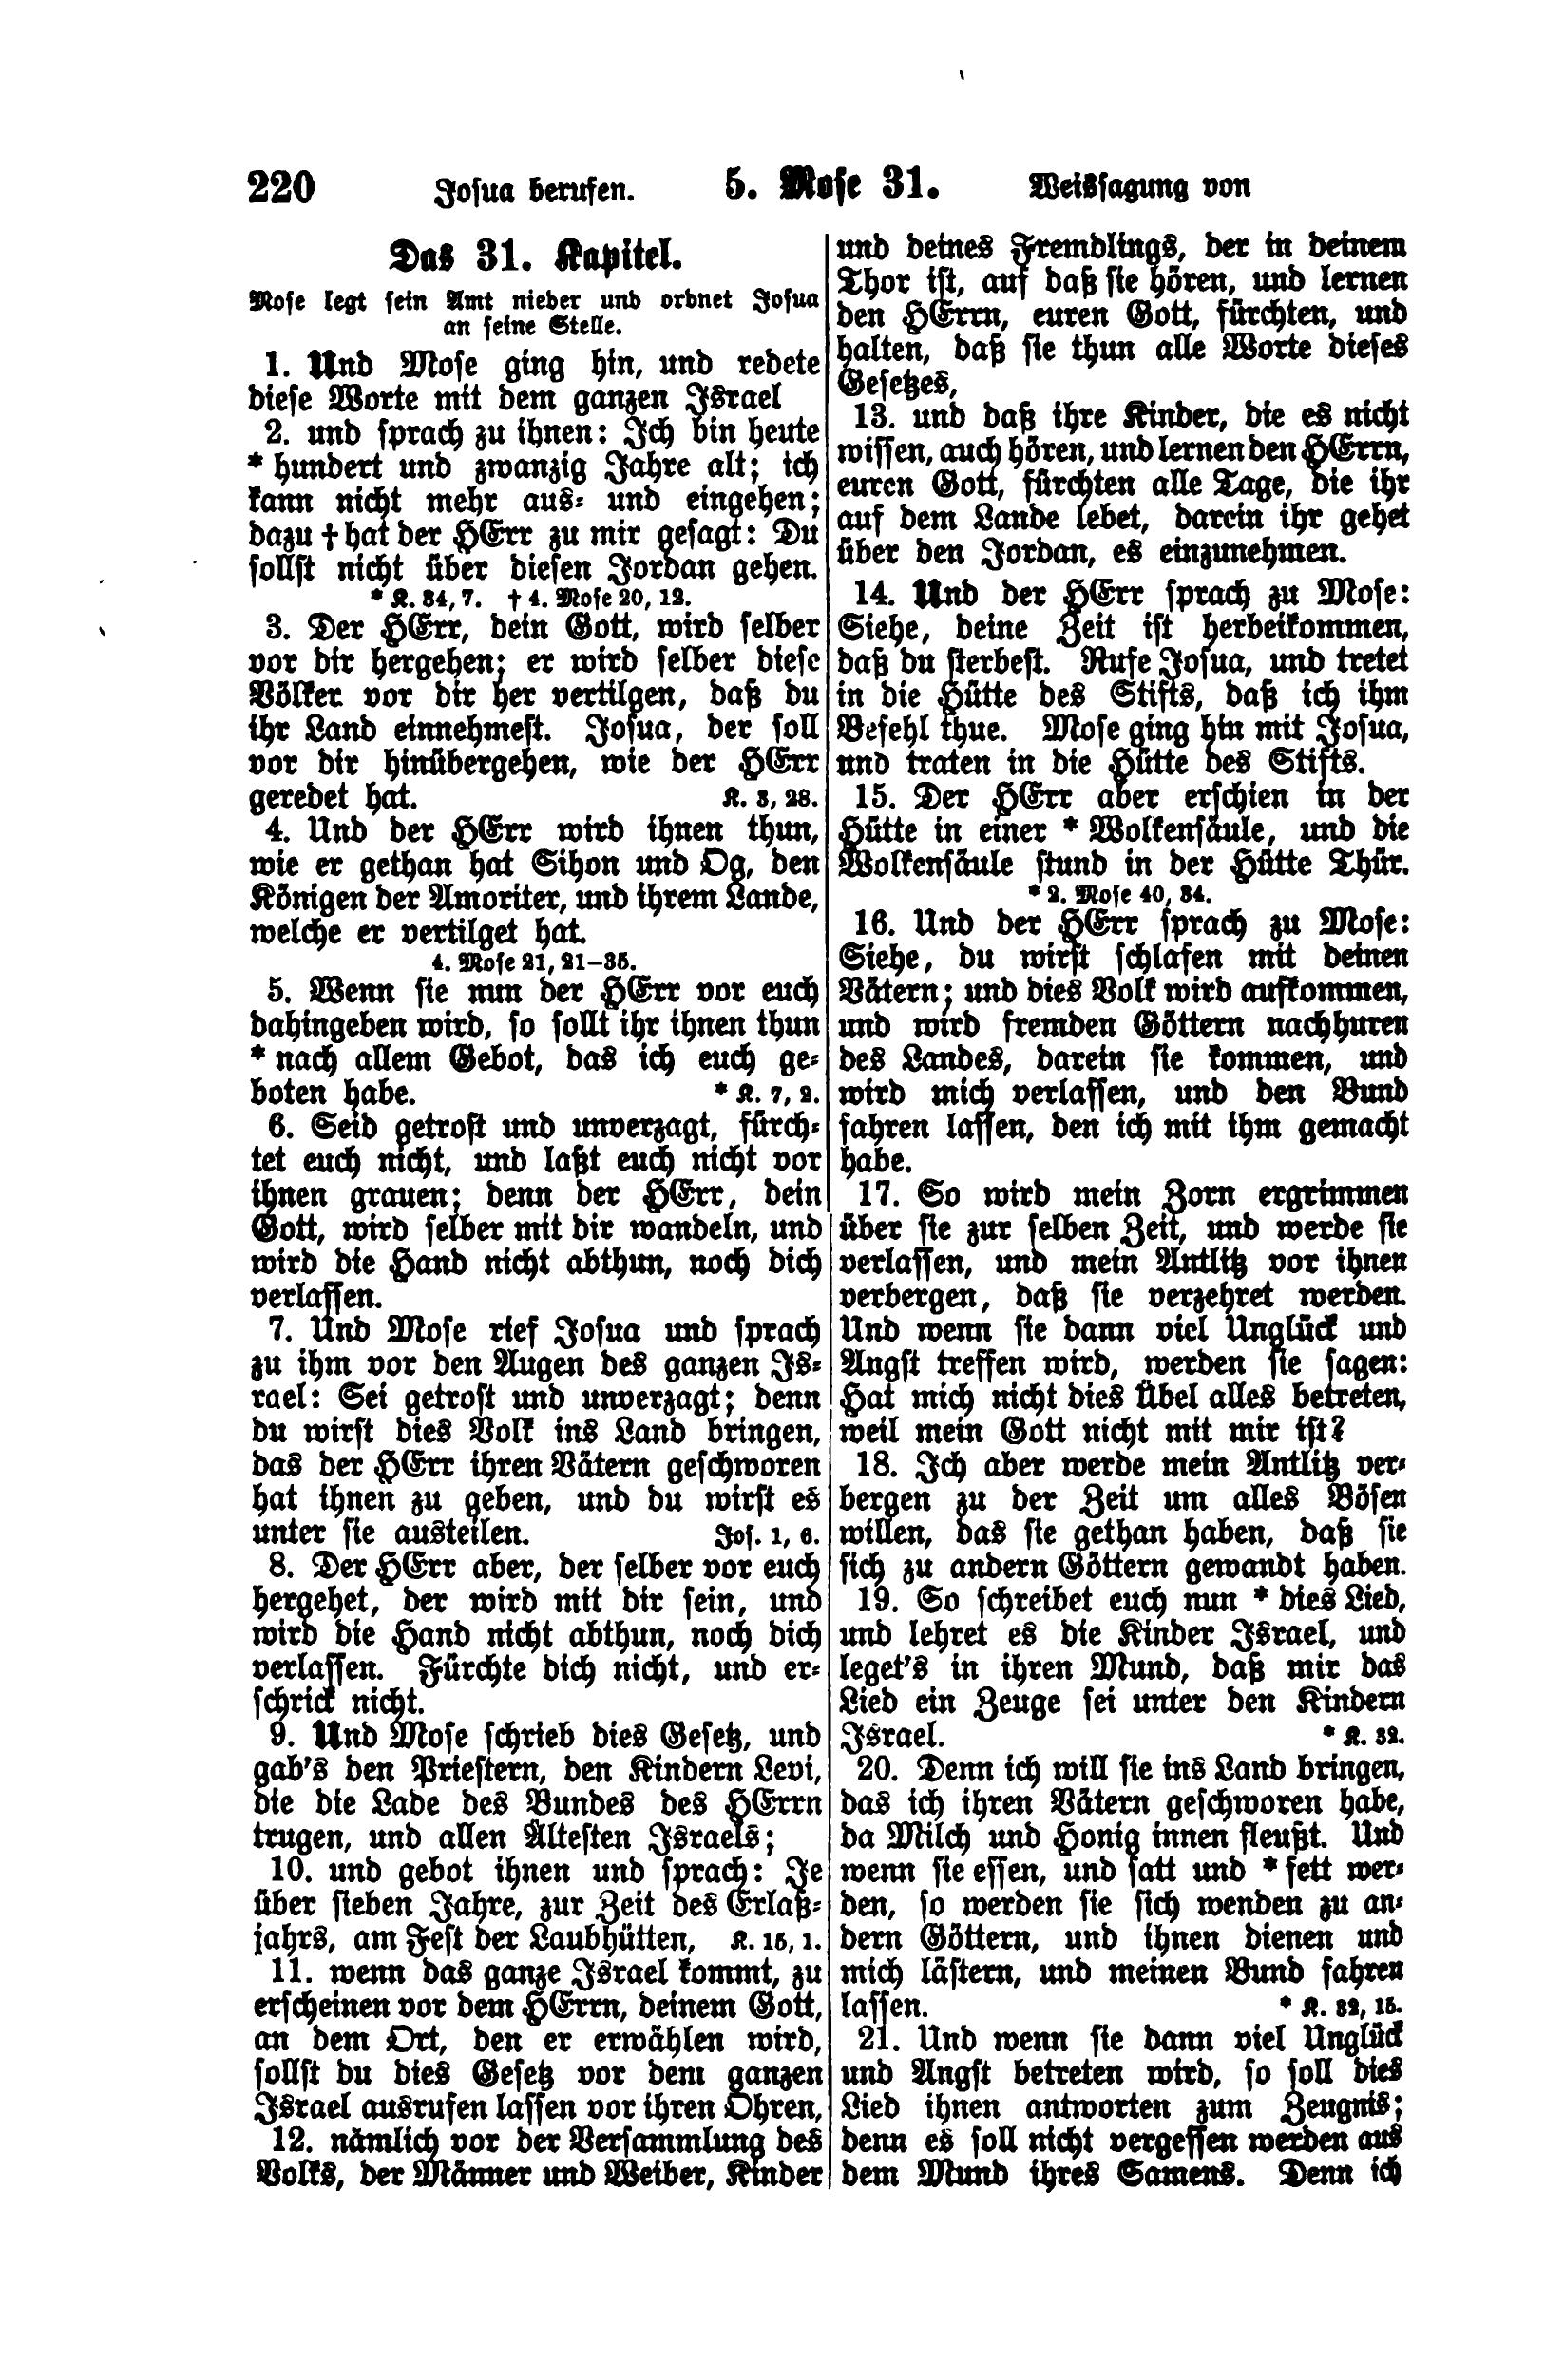 220 Josua berufen. 5. Mose 31. Weissagung von
Das 31. Kapitel.
Mose legt sein Amt nieder und ordnet Josua
an seine Stelle.
1. Und Mose ging hin, und redete
diese Worte mit dem ganzen Israel
2. und sprach zu ihnen: Ich bin heute
* hundert und zwanzig Jahre alt; ich
kann nicht mehr aus- und eingehen;
dazu † hat der HErr zu mir gesagt: Du
sollst nicht über diesen Jordan gehen.
* K. 34, 7. † 4. Mose 20, 12.
3. Der HErr, dein Gott, wird selber
vor dir hergehen; er wird selber diese
Völker vor dir her vertilgen, daß du
ihr Land einnehmest. Josua, der soll
vor dir hinübergehen, wie der HErr
geredet hat. K. 3, 28.
4. Und der HErr wird ihnen thun,
wie er gethan hat Sihon und Og, den
Königen der Amoriter, und ihrem Lande,
welche er vertilget hat.
4. Mose 21, 21–35.
5. Wenn sie nun der HErr vor euch
dahingeben wird, so sollt ihr ihnen thun
* nach allem Gebot, das ich euch ge-
boten habe. * K. 7, 2.
6. Seid getrost und unverzagt, fürch-
tet euch nicht, und laßt euch nicht vor
ihnen grauen; denn der HErr, dein
Gott, wird selber mit dir wandeln, und
wird die Hand nicht abthun, noch dich
verlassen.
7. Und Mose rief Josua und sprach
zu ihm vor den Augen des ganzen Is-
rael: Sei getrost und unverzagt; denn
du wirst dies Volk ins Land bringen,
das der HErr ihren Vätern geschworen
hat ihnen zu geben, und du wirst es
unter sie austeilen. Jos. 1, 6.
8. Der HErr aber, der selber vor euch
hergehet, der wird mit dir sein, und
wird die Hand nicht abthun, noch dich
verlassen. Fürchte dich nicht, und er-
schrick nicht.
9. Und Mose schrieb dies Gesetz, und
gab's den Priestern, den Kindern Levi,
die die Lade des Bundes des HErrn
trugen, und allen Ältesten Israels;
10. und gebot ihnen und sprach: Je
über sieben Jahre, zur Zeit des Erlaß-
jahrs, am Fest der Laubhütten, K. 15, 1.
11. wenn das ganze Israel kommt, zu
erscheinen vor dem HErrn, deinem Gott,
an dem Ort, den er erwählen wird,
sollst du dies Gesetz vor dem ganzen
Israel ausrufen lassen vor ihren Ohren,
12. nämlich vor der Versammlung des
Volks, der Männer und Weiber, Kinder
und deines Fremdlings, der in deinem
Thor ist, auf daß sie hören, und lernen
den HErrn, euren Gott, fürchten, und
halten, daß sie thun alle Worte dieses
Gesetzes,
13. und daß ihre Kinder, die es nicht
wissen, auch hören, und lernen den HErrn,
euren Gott, fürchten alle Tage, die ihr
auf dem Lande lebet, darein ihr gehet
über den Jordan, es einzunehmen.
14. Und der HErr sprach zu Mose:
Siehe, deine Zeit ist herbeikommen,
daß du sterbest. Rufe Josua, und tretet
in die Hütte des Stifts, daß ich ihm
Befehl thue. Mose ging hin mit Josua,
und traten in die Hütte des Stifts.
15. Der HErr aber erschien in der
Hütte in einer * Wolkensäule, und die
Wolkensäule stund in der Hütte Thür.
* 2. Mose 40, 34.
16. Und der HErr sprach zu Mose:
Siehe, du wirst schlafen mit deinen
Vätern; und dies Volk wird aufkommen,
und wird fremden Göttern nachhuren
des Landes, darein sie kommen, und
wird mich verlassen, und den Bund
fahren lassen, den ich mit ihm gemacht
habe.
17. So wird mein Zorn ergrimmen
über sie zur selben Zeit, und werde sie
verlassen, und mein Antlitz vor ihnen
verbergen, daß sie verzehret werden.
Und wenn sie dann viel Unglück und
Angst treffen wird, werden sie sagen:
Hat mich nicht dies Übel alles betreten,
weil mein Gott nicht mit mir ist?
18. Ich aber werde mein Antlitz ver-
bergen zu der Zeit um alles Bösen
willen, das sie gethan haben, daß sie
sich zu andern Göttern gewandt haben.
19. So schreibet euch nun * dies Lied,
und lehret es die Kinder Israel, und
leget's in ihren Mund, daß mir das
Lied ein Zeuge sei unter den Kindern
Israel. * K. 32.
20. Denn ich will sie ins Land bringen,
das ich ihren Vätern geschworen habe,
da Milch und Honig innen fleußt. Und
wenn sie essen, und satt und * fett wer-
den, so werden sie sich wenden zu an-
dern Göttern, und ihnen dienen und
mich lästern, und meinen Bund fahren
lassen. * K. 32, 15.
21. Und wenn sie dann viel Unglück
und Angst betreten wird, so soll dies
Lied ihnen antworten zum Zeugnis;
denn es soll nicht vergessen werden aus
dem Mund ihres Samens. Denn ich